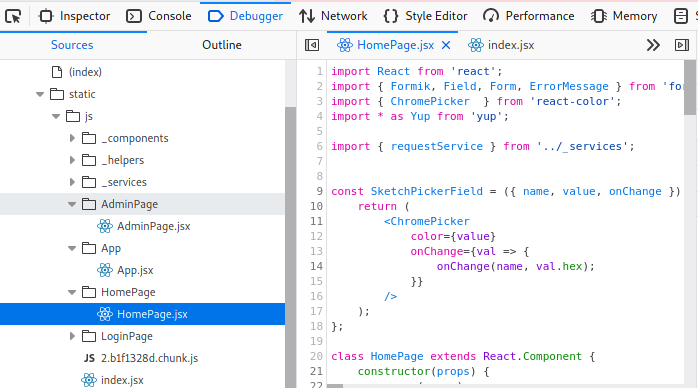 Inspector Console Debugger Network Style Editor Performance Memory
Sources Outline
HomePage.jsx index.jsx
(index)
static
js
_components
_helpers
_services
AdminPage
AdminPage.jsx
App
App.jsx
HomePage
HomePage.jsx
LoginPage
JS 2.b1f1328d.chunk.js
index.jsx
1 import React from 'react';
2 import { Formik, Field, Form, ErrorMessage } from 'for
3 import { ChromePicker  } from 'react-color';
4 import * as Yup from 'yup';
5
6 import { requestService } from '../_services';
7
8
9 const SketchPickerField = ({ name, value, onChange })
10 return (
11 <ChromePicker
12 color={value}
13 onChange={val => {
14 onChange(name, val.hex);
15 }}
16 />
17 );
18 };
19
20 class HomePage extends React.Component {
21 constructor(props) {
22